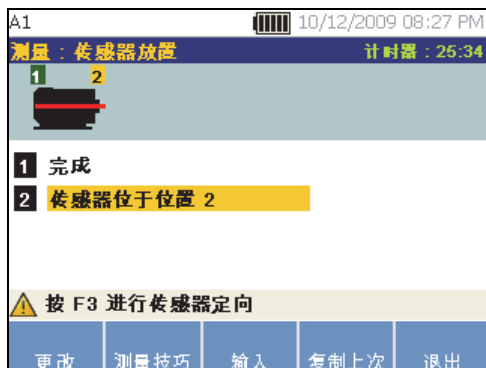 A1 10/12/2009 08:27 PM
测量：传感器放置 计时器：25:34
1 2
1 完成
2 传感器位于位置 2
按 F3 进行传感器定向
更改 测量技巧 输入 复制上次 退出